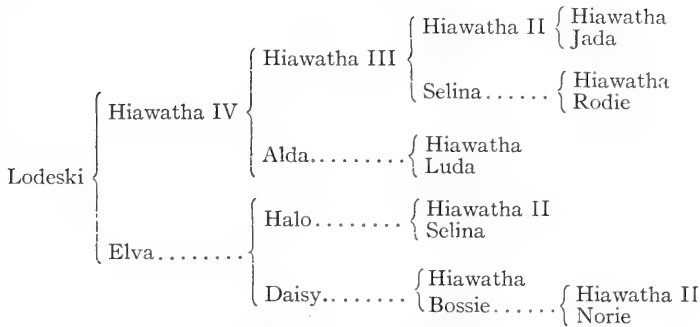 Hiawatha
Hiawatha II
Jada
Hiawatha III
Hiawatha
Selina......
Rodie
Hiawatha IV
Hiawatha
Alda.........
Luda
Lodeski
Hiawatha II
Halo........
Selina
Elva........
Hiawatha
Daisy........
Bossie......
Hiawatha II
Norie